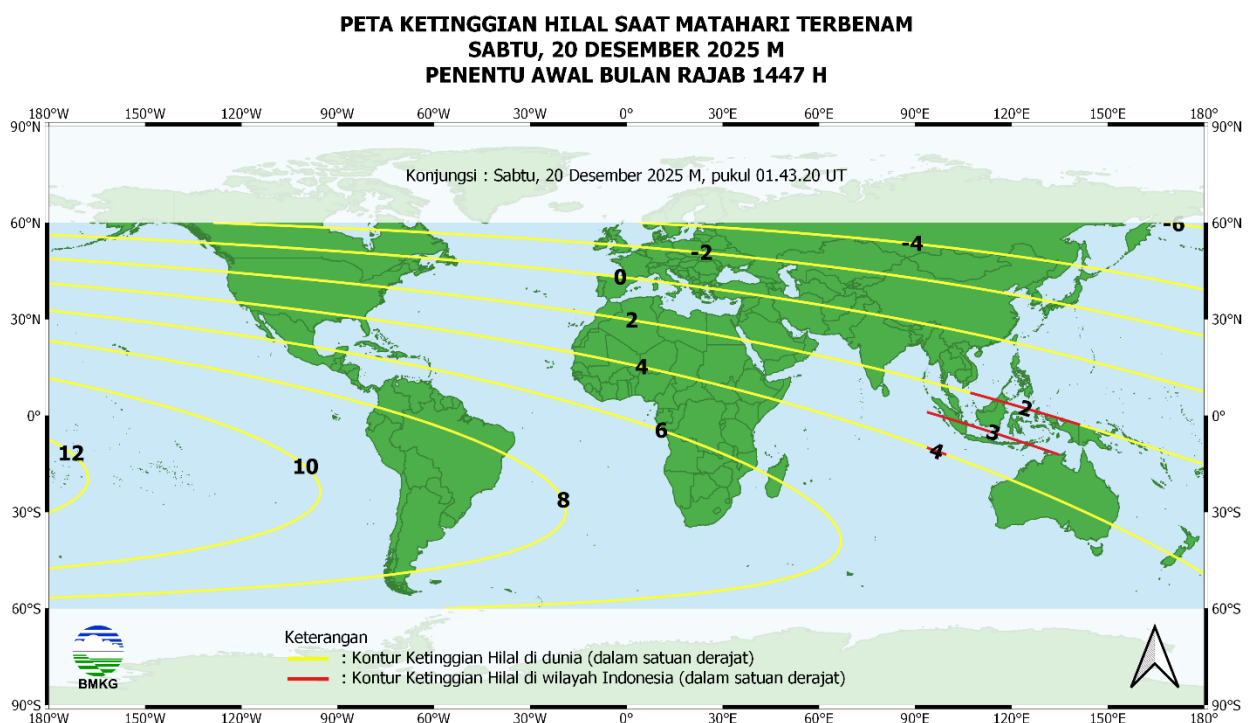 PETA KETINGGIAN HILAL SAAT MATAHARI TERBENAM
SABTU, 20 DESEMBER 2025 M
PENENTU AWAL BULAN RAJAB 1447 H
180°W 150°W 120°W 90°W 60°W 30°W 0° 30°E 60°E 90°E 120°E 150°E 180°
90°N 90°N
Konjungsi : Sabtu, 20 Desember 2025 M, pukul 01.43.20 UT
60°N 60°N
-6
-4
-2
0
30°N 2 30°N
4
0° 2 0°
6 3
12 10 4
8
30°S 30°S
60°S 60°S
Keterangan
: Kontur Ketinggian Hilal di dunia (dalam satuan derajat)
: Kontur Ketinggian Hilal di wilayah Indonesia (dalam satuan derajat)
BMKG
90°S 90°S
180°W 150°W 120°W 90°W 60°W 30°W 0° 30°E 60°E 90°E 120°E 150°E 180°